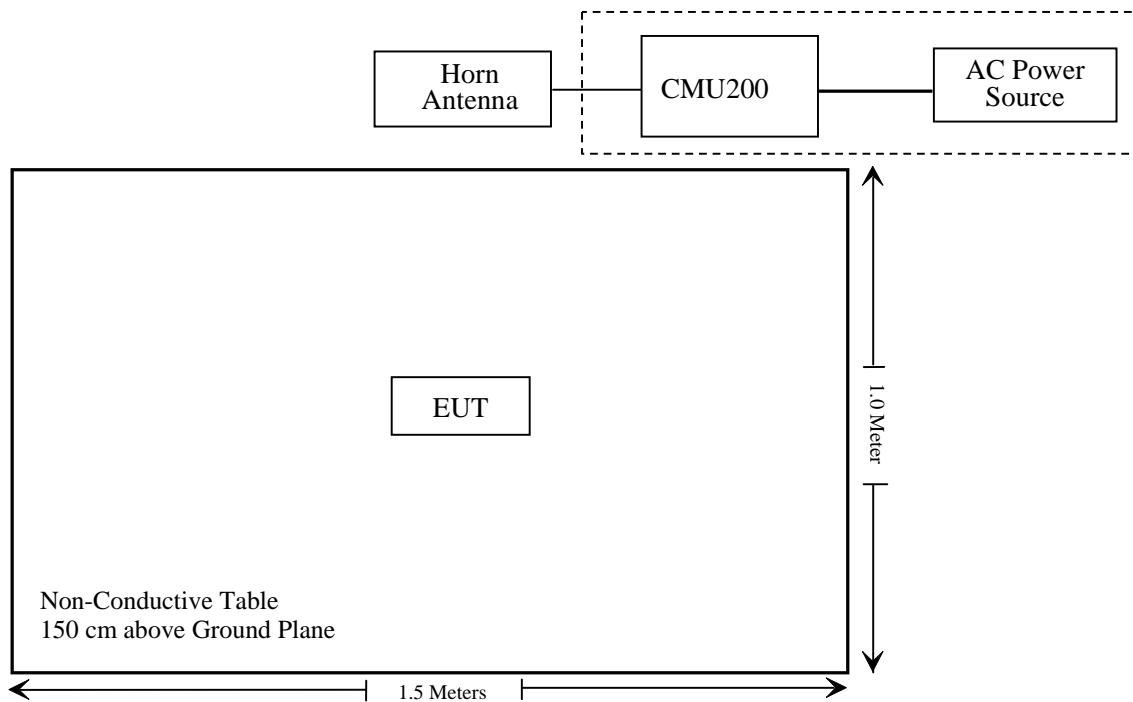 Horn
Antenna
CMU200
AC Power
Source
EUT
1.0 Meter
Non-Conductive Table
150 cm above Ground Plane
1.5 Meters